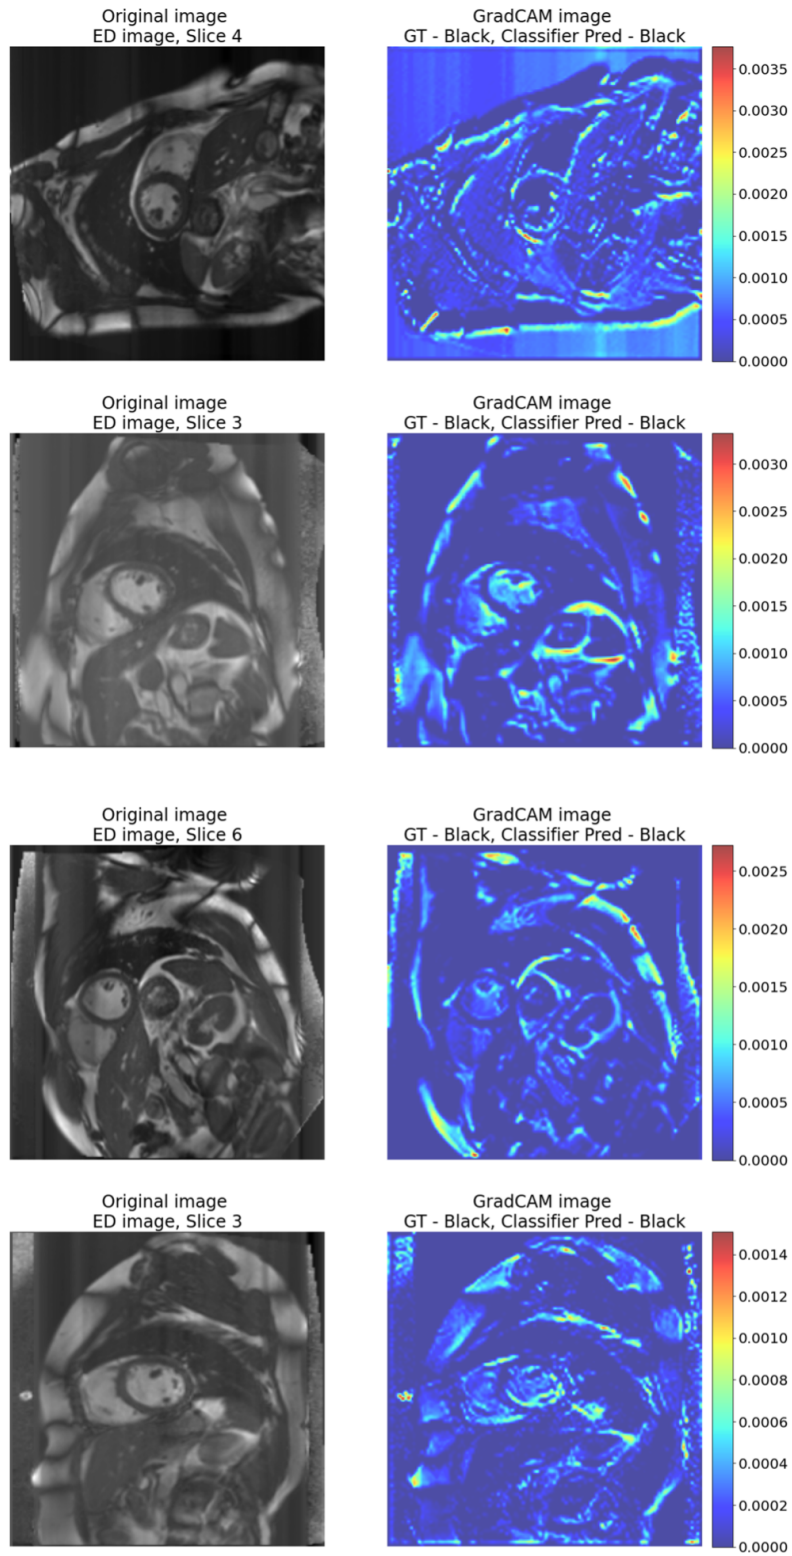 Original image
ED image, Slice 4
GradCAM image
GT - Black, Classifier Pred - Black
0.0035
0.0030
0.0025
0.0020
0.0015
0.0010
0.0005
0.0000
Original image
ED image, Slice 3
GradCAM image
GT - Black, Classifier Pred - Black
0.0030
0.0025
0.0020
0.0015
0.0010
0.0005
0.0000
Original image
ED image, Slice 6
GradCAM image
GT - Black, Classifier Pred - Black
0.0025
0.0020
0.0015
0.0010
0.0005
0.0000
Original image
ED image, Slice 3
GradCAM image
GT - Black, Classifier Pred - Black
0.0014
0.0012
0.0010
0.0008
0.0006
0.0004
0.0002
0.0000